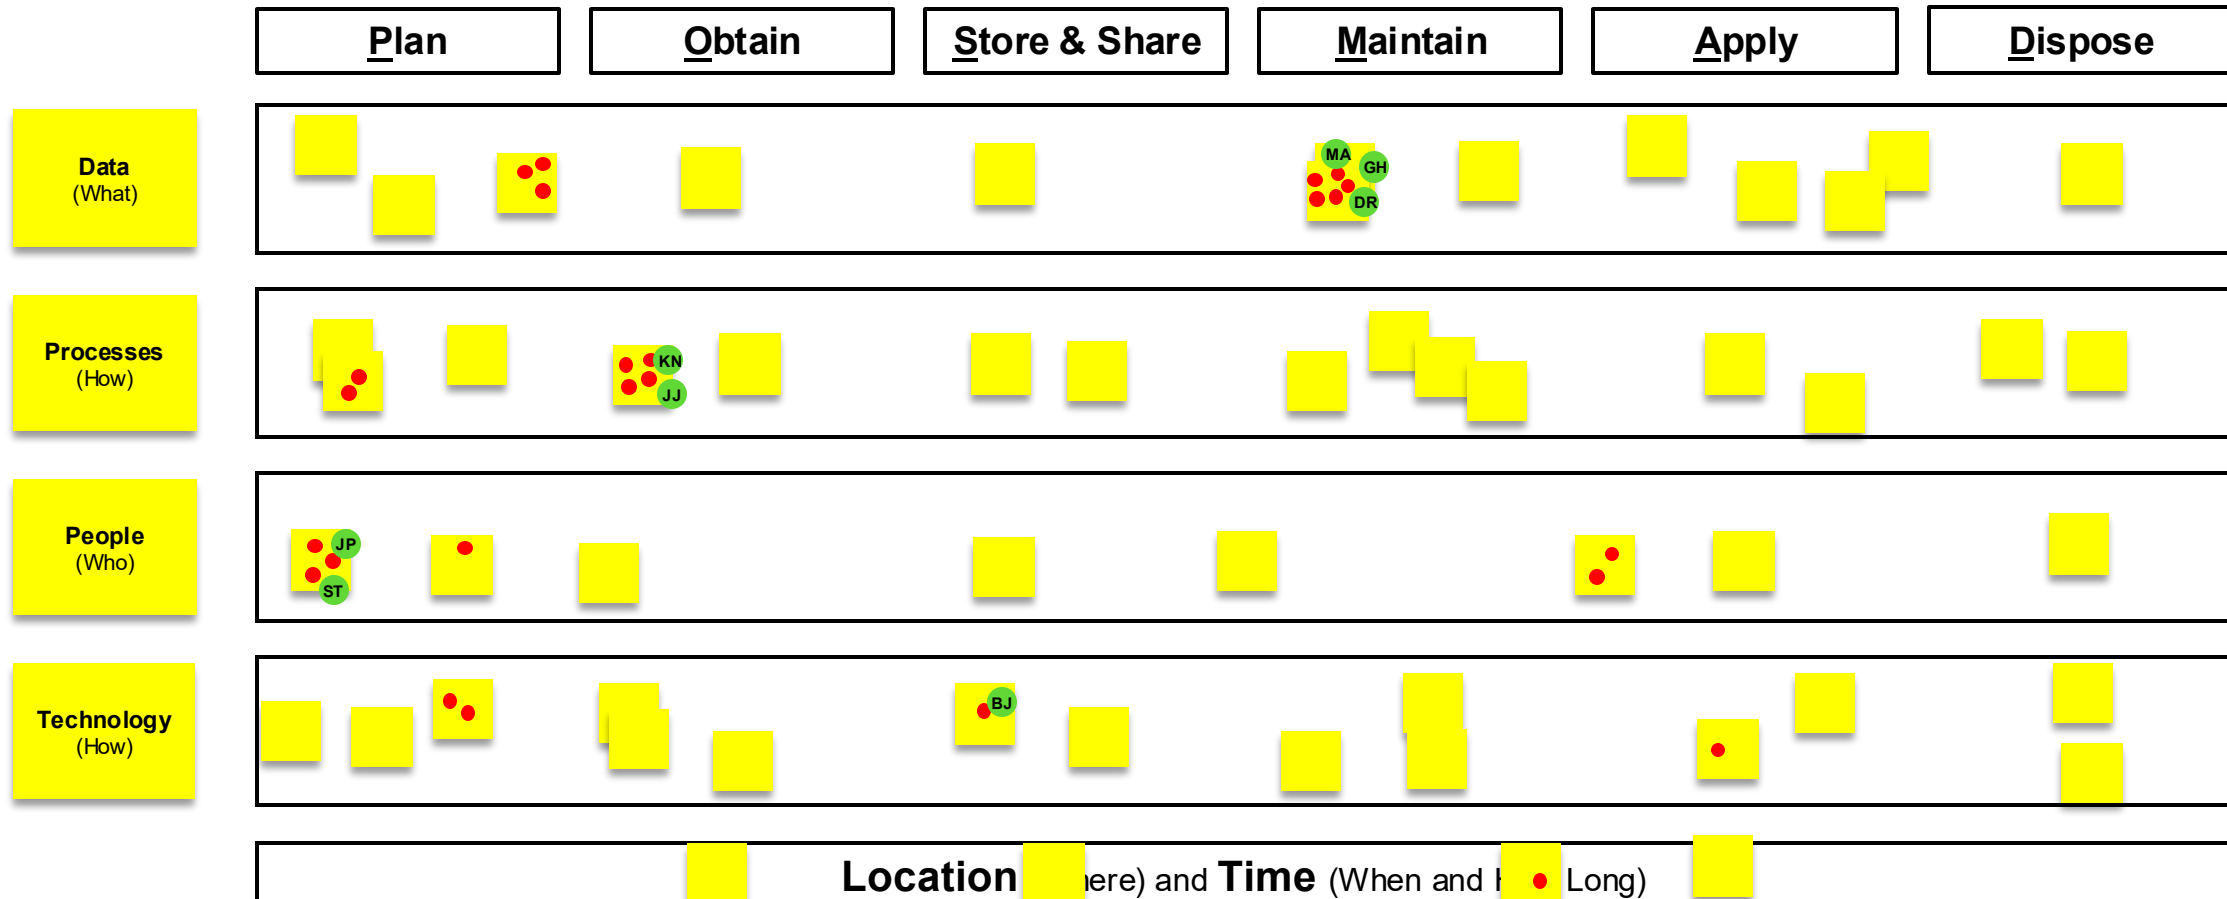 Plan
Obtain
Store & Share
Maintain
Apply
Dispose
Data
(What)
MA
GH
DR
Processes
(How)
KN
JJ
People
(Who)
JP
ST
Technology
(How)
BJ
Location ere) and Time (When and Long)